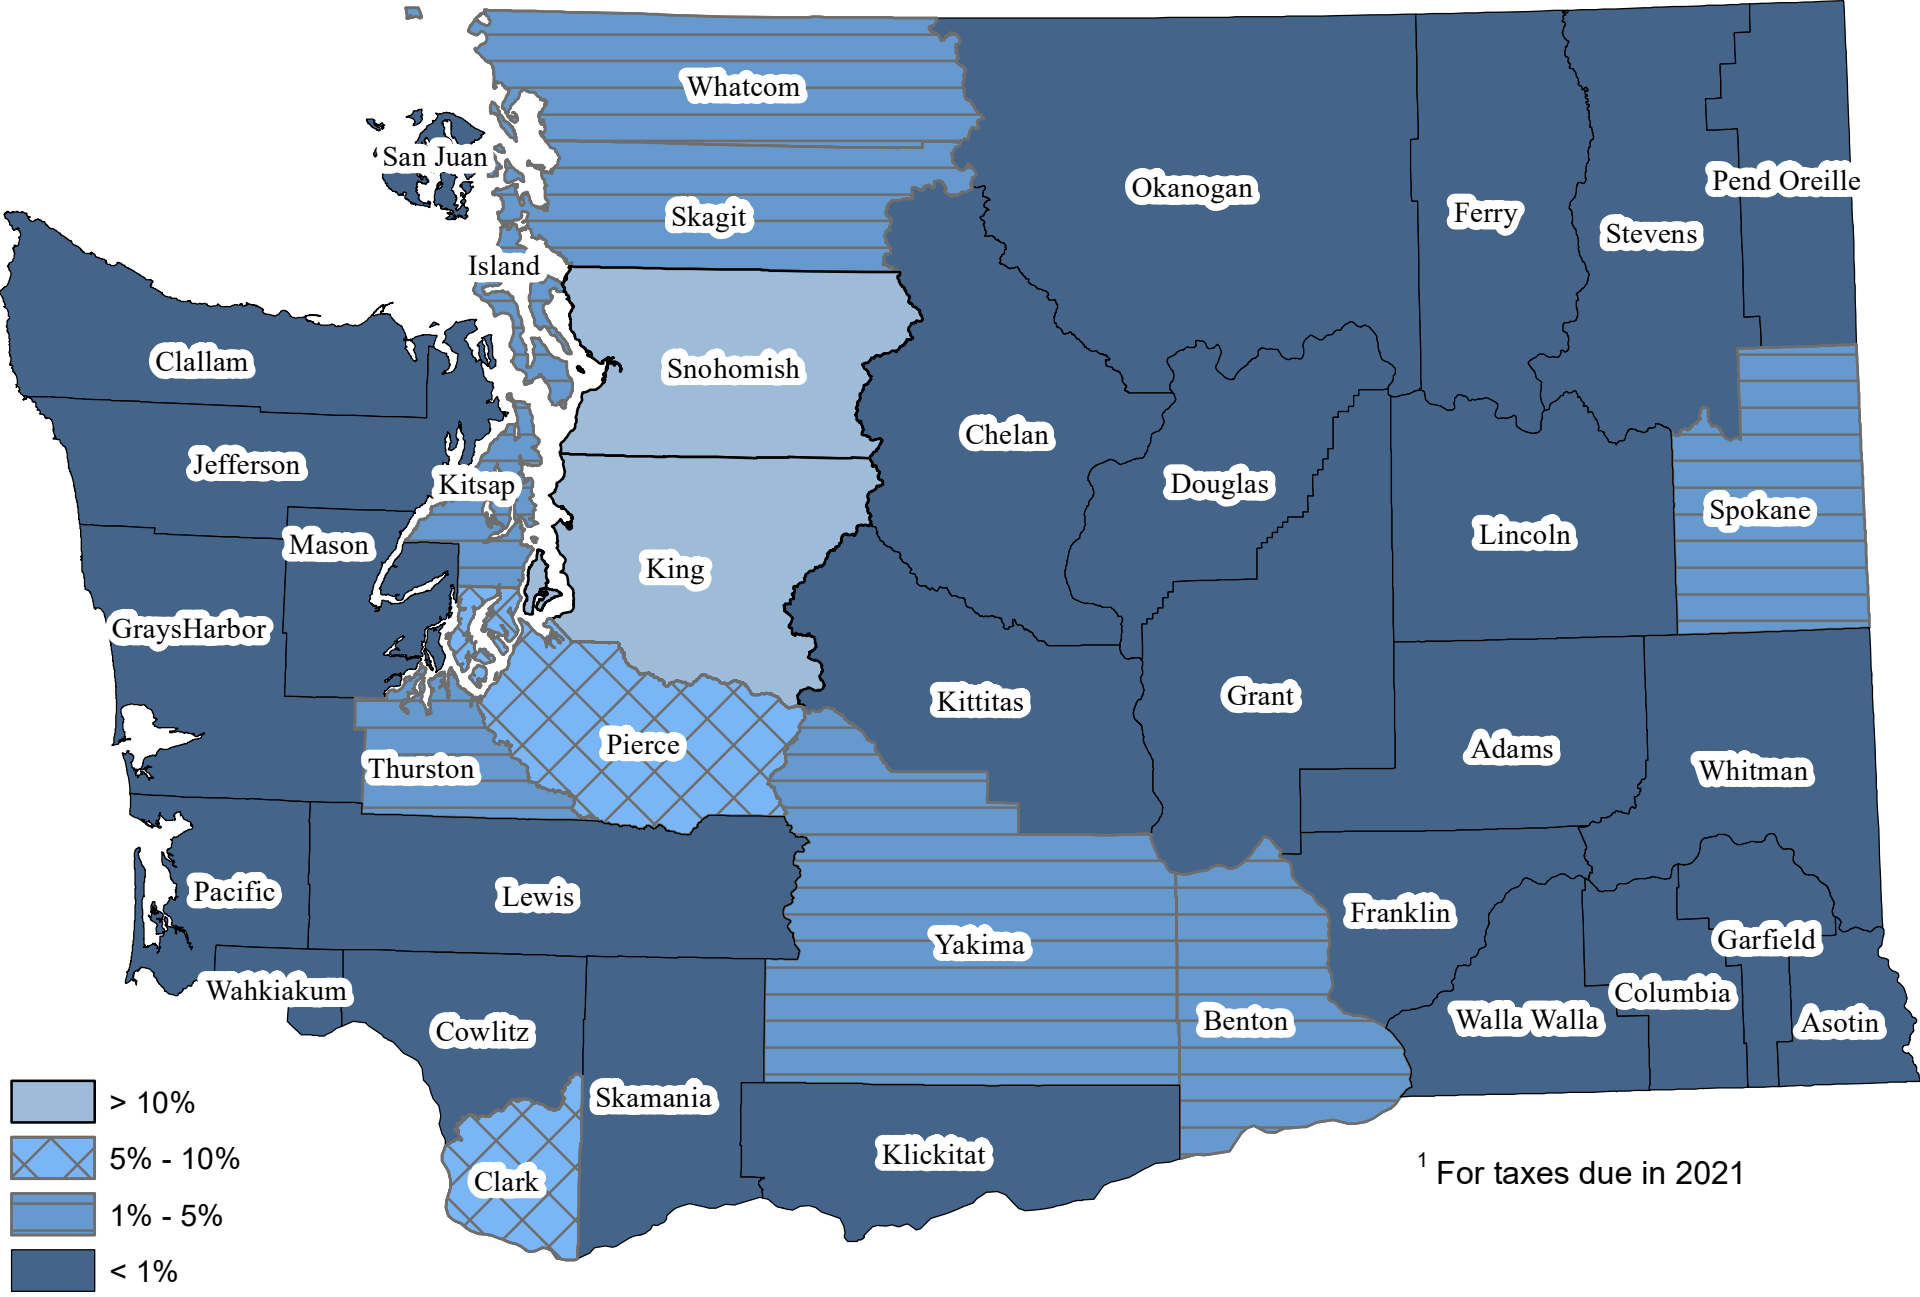 Whatcom
San Juan
Okanogan
Pend Oreille
Skagit
Ferry
Stevens
Island
Clallam
Snohomish
Chelan
Jefferson
Kitsap
Douglas
Spokane
Lincoln
Mason
King
GraysHarbor
Kittitas
Grant
Pierce
Adams
Thurston
Whitman
Pacific
Lewis
Franklin
Yakima
Garfield
Wahkiakum
Columbia
Cowlitz
Benton
Walla Walla
Asotin
Skamania
> 10%
Klickitat
5% - 10%
Clark
1 For taxes due in 2021
1% - 5%
< 1%